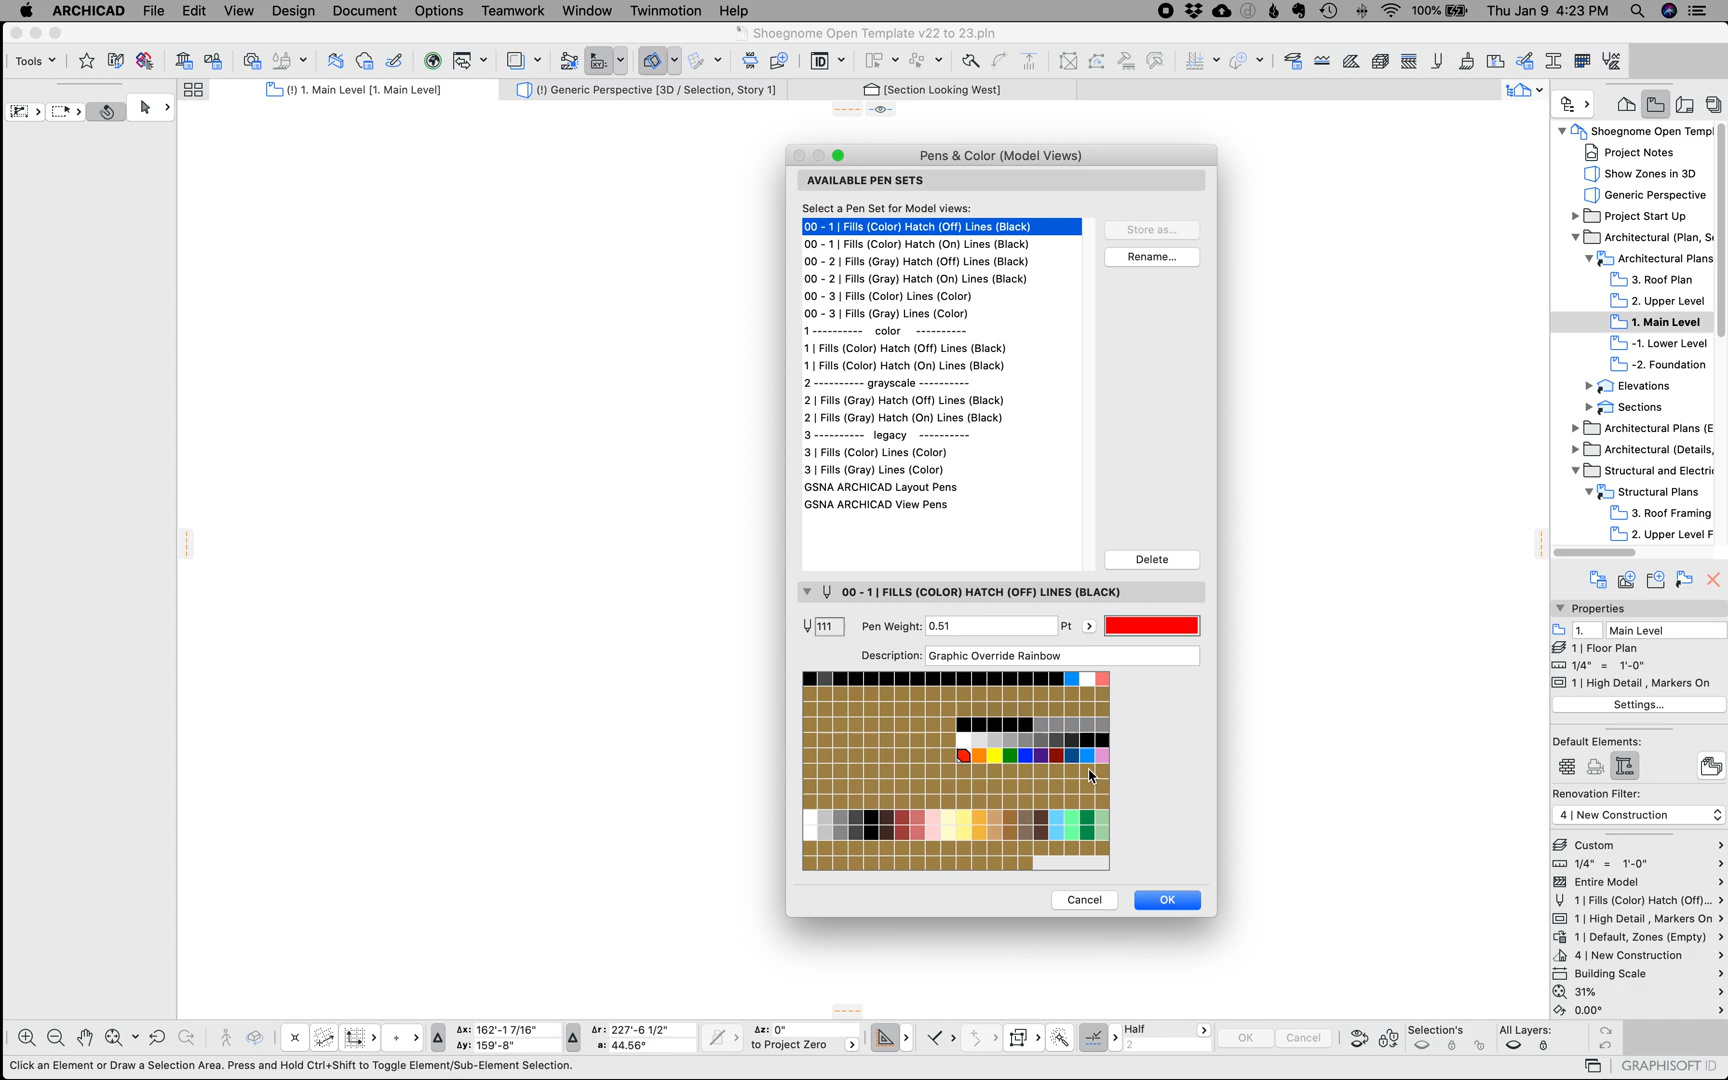 ARCHICAD File Edit View Design Document Options Teamwork Window Twinmotion Help 100% Thu Jan 9 4:23 PM
Shoegnome Open Template v22 to 23.pln
Tools
(!) 1. Main Level [1. Main Level]
(!) Generic Perspective [3D / Selection, Story 1]
[Section Looking West]
Pens & Color (Model Views)
AVAILABLE PEN SETS
Select a Pen Set for Model views:
00 - 1 | Fills (Color) Hatch (Off) Lines (Black)
00 - 1 | Fills (Color) Hatch (On) Lines (Black)
00 - 2 | Fills (Gray) Hatch (Off) Lines (Black)
00 - 2 | Fills (Gray) Hatch (On) Lines (Black)
00 - 3 | Fills (Color) Lines (Color)
00 - 3 | Fills (Gray) Lines (Color)
1 ---------- color ----------
1 | Fills (Color) Hatch (Off) Lines (Black)
1 | Fills (Color) Hatch (On) Lines (Black)
2 ---------- grayscale ----------
2 | Fills (Gray) Hatch (Off) Lines (Black)
2 | Fills (Gray) Hatch (On) Lines (Black)
3 ---------- legacy ----------
3 | Fills (Color) Lines (Color)
3 | Fills (Gray) Lines (Color)
GSNA ARCHICAD Layout Pens
GSNA ARCHICAD View Pens
Store as...
Rename...
Delete
00 - 1 | FILLS (COLOR) HATCH (OFF) LINES (BLACK)
111 Pen Weight: 0.51 Pt
Description: Graphic Override Rainbow
Cancel OK
Shoegnome Open Templ
Project Notes
Show Zones in 3D
Generic Perspective
Project Start Up
Architectural (Plan, S
Architectural Plans
3. Roof Plan
2. Upper Level
1. Main Level
-1. Lower Level
-2. Foundation
Elevations
Sections
Architectural Plans (E
Architectural (Details,
Structural and Electri
Structural Plans
3. Roof Framing
2. Upper Level F
Properties
1. Main Level
1 | Floor Plan
1/4" = 1'-0"
1 | High Detail , Markers On
Settings...
Default Elements:
Renovation Filter:
4 | New Construction
Custom
1/4" = 1'-0"
Entire Model
1 | Fills (Color) Hatch (Off)...
1 | High Detail , Markers On
1 | Default, Zones (Empty)
4 | New Construction
Building Scale
31%
0.00°
Δx: 162'-1 7/16"
Δy: 159'-8"
Δr: 227'-6 1/2"
a: 44.56°
Δz: 0"
to Project Zero
Half
2
OK Cancel
Selection's
All Layers:
Click an Element or Draw a Selection Area. Press and Hold Ctrl+Shift to Toggle Element/Sub-Element Selection.
GRAPHISOFT ID